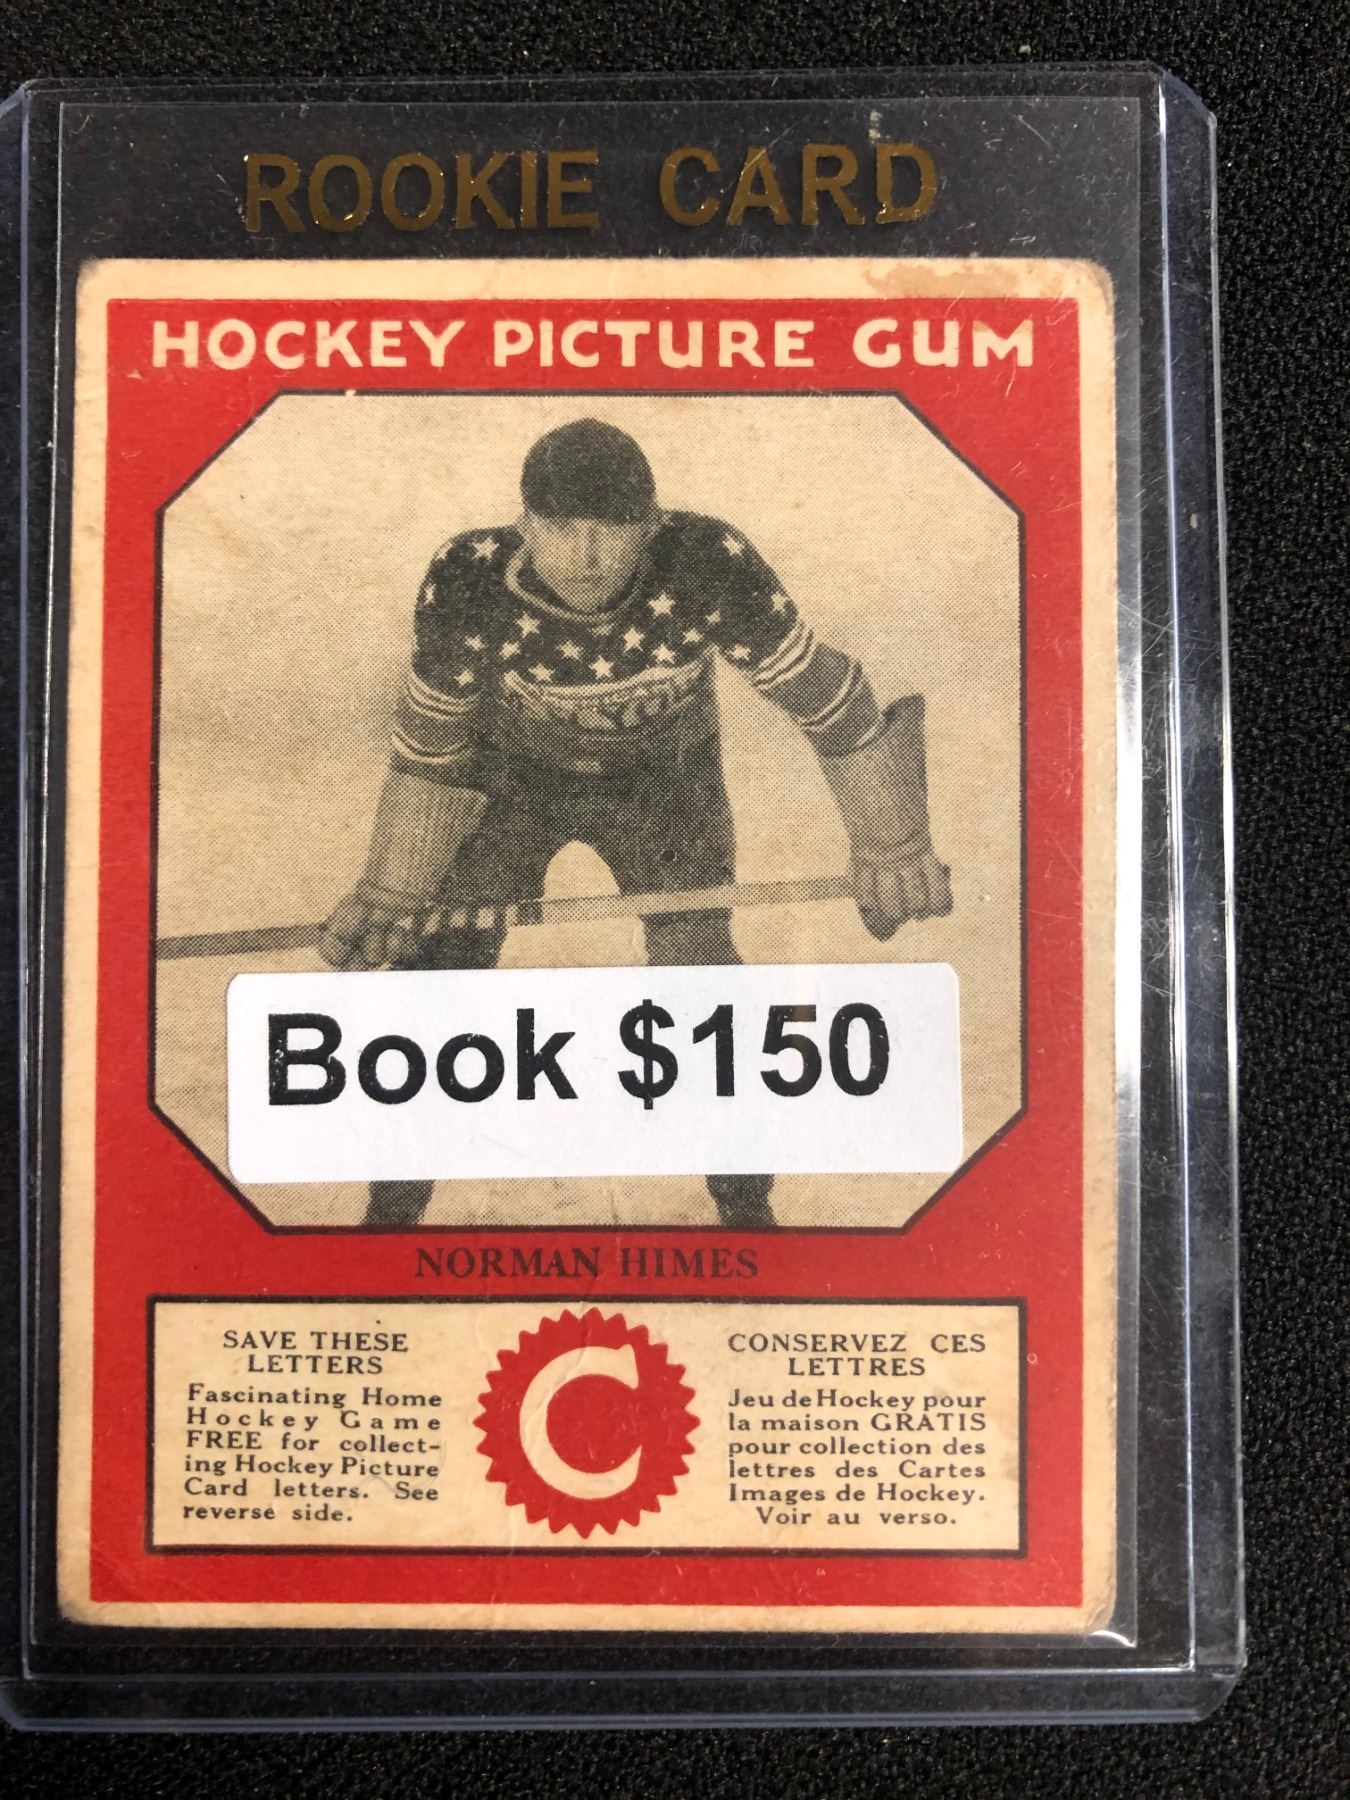 ROOKIE CARD
HOCKEY PICTURE GUM
Book $150
NORMAN HIMES
SAVE THESE
LETTERS
Fascinating Home
Hockey Game
FREE for collect-
ing Hockey Picture
Card letters. See
reverse side.
C
CONSERVEZ CES
LETTRES
Jeu de Hockey pour
la maison GRATIS
pour collection des
lettres des Cartes
Images de Hockey.
Voir au verso.